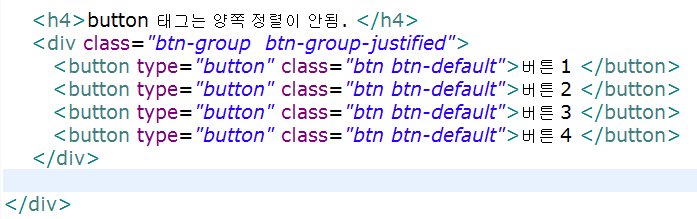 <h4>button 태그는 양쪽 정렬이 안됨. </h4>
<div class="btn-group  btn-group-justified">
<button type="button" class="btn btn-default">버튼 1 </button>
<button type="button" class="btn btn-default">버튼 2 </button>
<button type="button" class="btn btn-default">버튼 3 </button>
<button type="button" class="btn btn-default">버튼 4 </button>
</div>
</div>